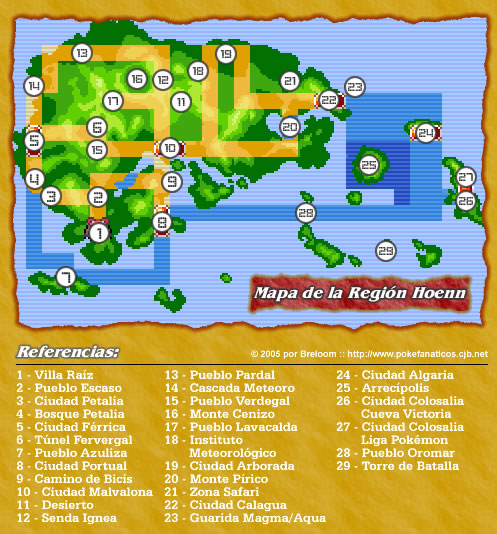 13
19
16
12
18
21
14
17
11
22
23
6
20
24
5
15
10
25
4
9
27
3
2
26
28
1
8
29
7
Mapa de la Región Hoenn
Referencias:
© 2005 por Breloom :: http://www.pokefanaticos.cjb.net
1 - Villa Raíz
2 - Pueblo Escaso
3 - Ciudad Petalia
4 - Bosque Petalia
5 - Ciudad Férrica
6 - Túnel Fervergal
7 - Pueblo Azuliza
8 - Ciudad Portual
9 - Camino de Bicis
10 - Ciudad Malvalona
11 - Desierto
12 - Senda Ignea
13 - Pueblo Pardal
14 - Cascada Meteoro
15 - Pueblo Verdegal
16 - Monte Cenizo
17 - Pueblo Lavacalda
18 - Instituto
Meteorológico
19 - Ciudad Arborada
20 - Monte Pírico
21 - Zona Safari
22 - Ciudad Calagua
23 - Guarida Magma/Aqua
24 - Ciudad Algaria
25 - Arrecípolis
26 - Ciudad Colosalia
Cueva Victoria
27 - Ciudad Colosalia
Liga Pokémon
28 - Pueblo Oromar
29 - Torre de Batalla